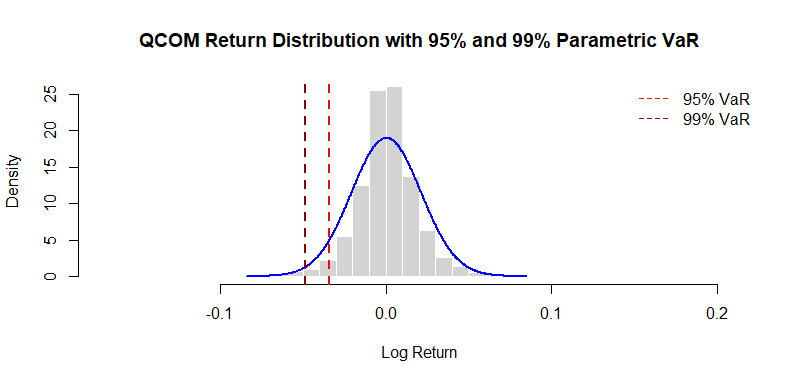 QCOM Return Distribution with 95% and 99% Parametric VaR
95% VaR
99% VaR
Density
25
20
15
10
5
0
-0.1
0.0
0.1
0.2
Log Return